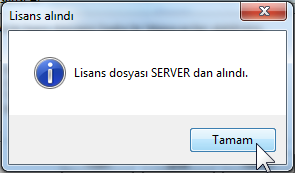 Lisans alındı
Lisans dosyası SERVER dan alındı.
Tamam